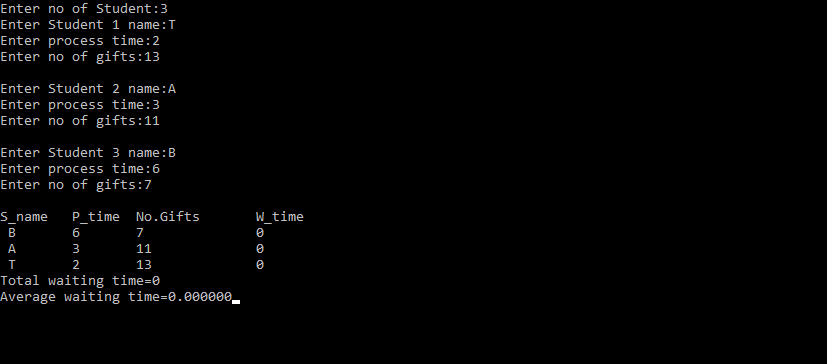 Enter no of Student:3
Enter Student 1 name:T
Enter process time:2
Enter no of gifts:13
Enter Student 2 name:A
Enter process time:3
Enter no of gifts:11
Enter Student 3 name:B
Enter process time:6
Enter no of gifts:7
S_name P_time No.Gifts W_time
B 6 7 0
A 3 11 0
T 2 13 0
Total waiting time=0
Average waiting time=0.000000